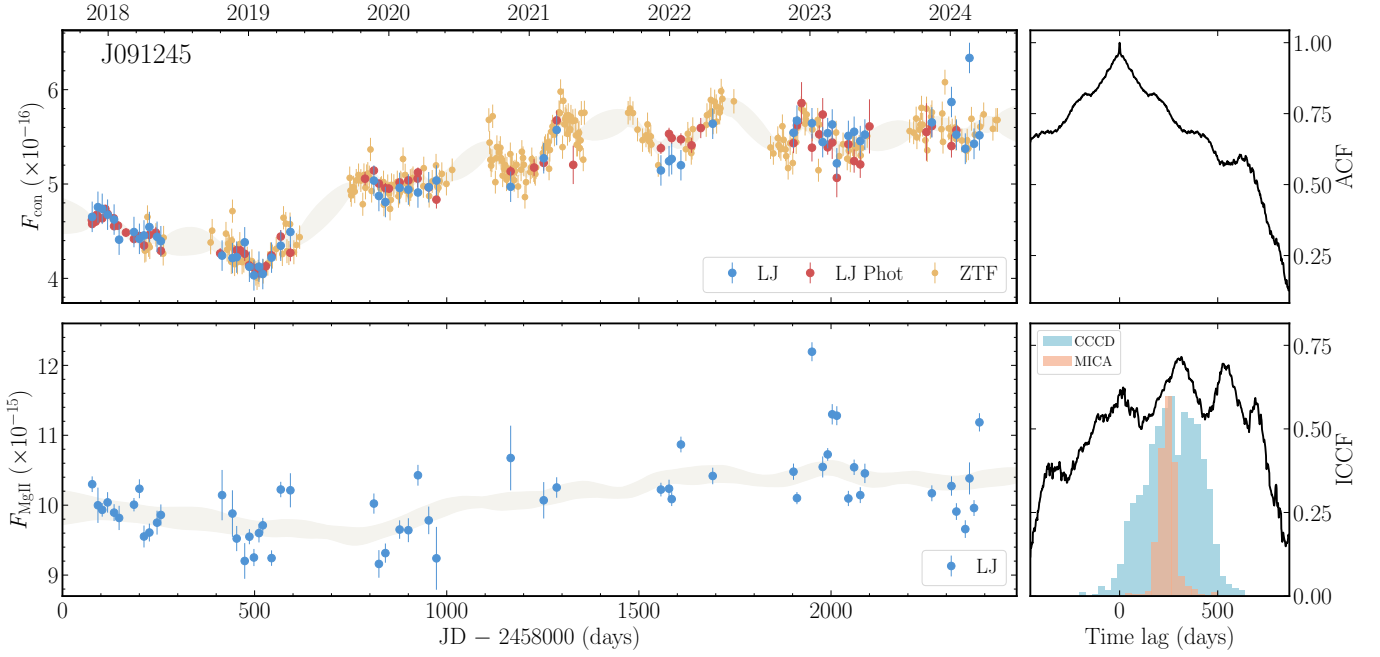 2018 2019 2020 2021 2022 2023 2024
J091245
F_con (×10⁻¹⁶)
6
5
4
LJ LJ Phot ZTF
1.00
0.75
0.50
0.25
ACF
F_MgII (×10⁻¹⁵)
12
11
10
9
LJ
CCCD
MICA
0.75
0.50
0.25
0.00
ICCF
0 500 1000 1500 2000
0 500
JD − 2458000 (days)
Time lag (days)